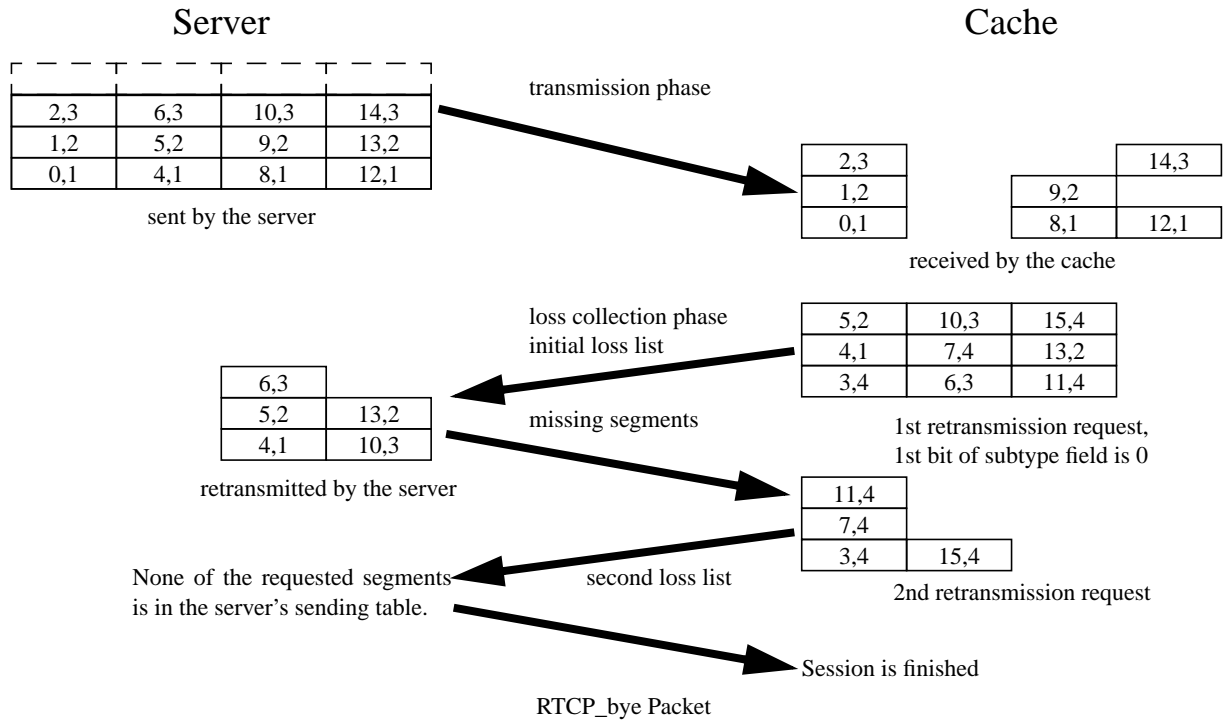 Server
Cache
transmission phase
2,3 6,3 10,3 14,3
1,2 5,2 9,2 13,2
0,1 4,1 8,1 12,1
sent by the server
2,3 14,3
1,2 9,2
0,1 8,1 12,1
received by the cache
loss collection phase
initial loss list
5,2 10,3 15,4
4,1 7,4 13,2
3,4 6,3 11,4
1st retransmission request,
1st bit of subtype field is 0
6,3
5,2 13,2
4,1 10,3
retransmitted by the server
missing segments
11,4
7,4
3,4 15,4
2nd retransmission request
second loss list
None of the requested segments
is in the server's sending table.
Session is finished
RTCP_bye Packet